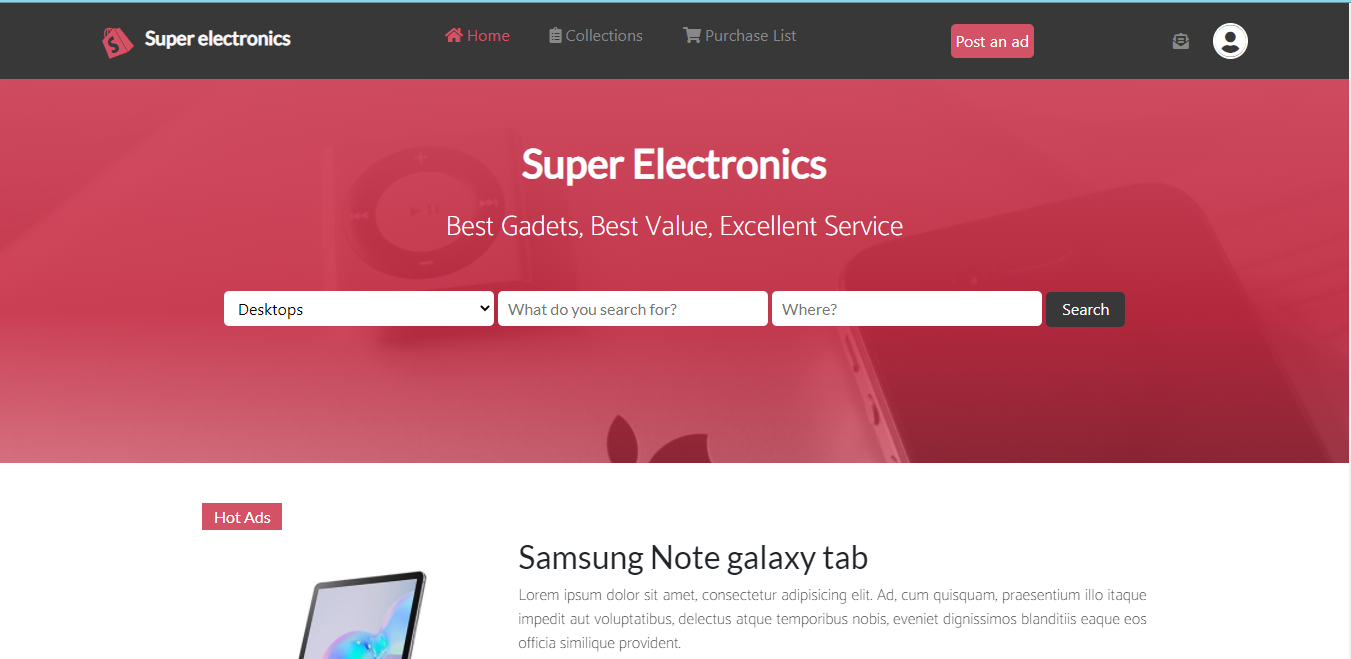 Super electronics
Home
Collections
Purchase List
Post an ad
Super Electronics
Best Gadets, Best Value, Excellent Service
Desktops
What do you search for?
Where?
Search
Hot Ads
Samsung Note galaxy tab
Lorem ipsum dolor sit amet, consectetur adipisicing elit. Ad, cum quisquam, praesentium illo itaque
impedit aut voluptatibus, delectus atque temporibus nobis, eveniet dignissimos blanditiis eaque eos
officia similique provident.